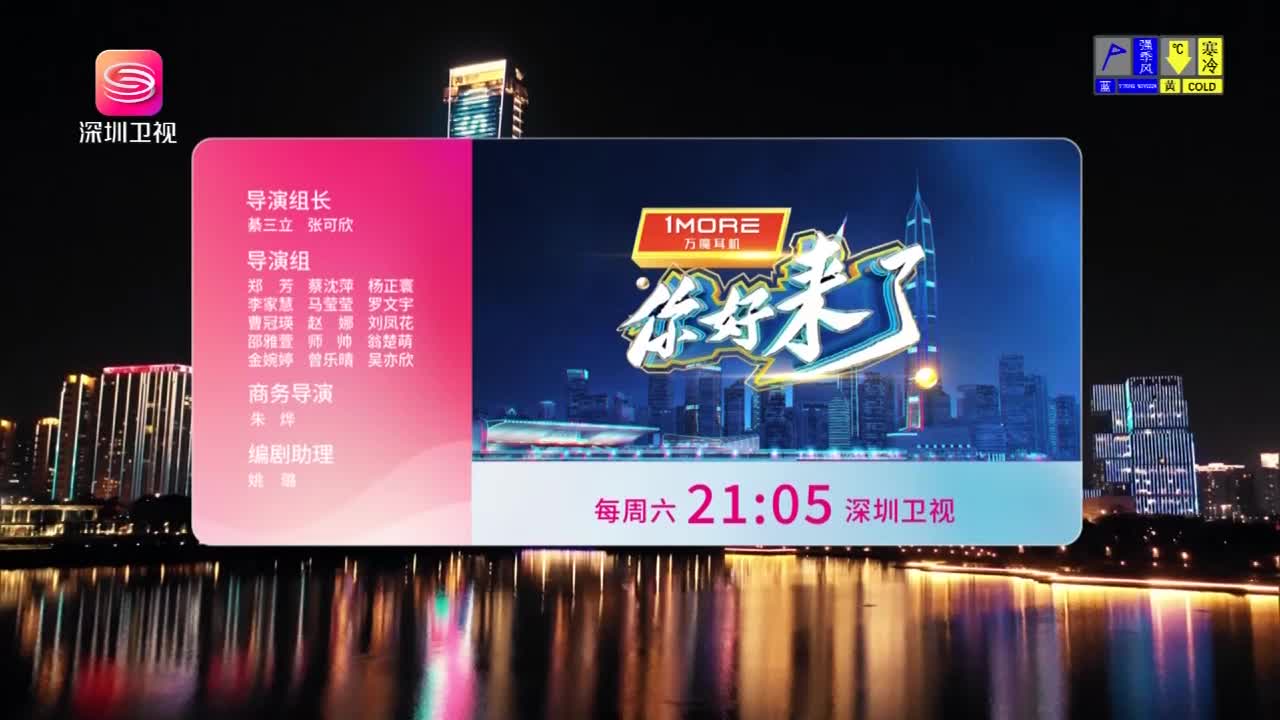 深圳卫视
强季风
℃
寒冷
蓝
黄
COLD
导演组长
綦三立 张可欣
导演组
郑 芳 蔡沈萍 杨正寰
李家慧 马莹莹 罗文宇
曹冠瑛 赵 娜 刘凤花
邵雅萱 师 帅 翁楚萌
金婉婷 曾乐晴 吴亦欣
商务导演
朱 烨
编剧助理
姚 璐
1MORE
万魔耳机
你好来了
每周六 21:05 深圳卫视